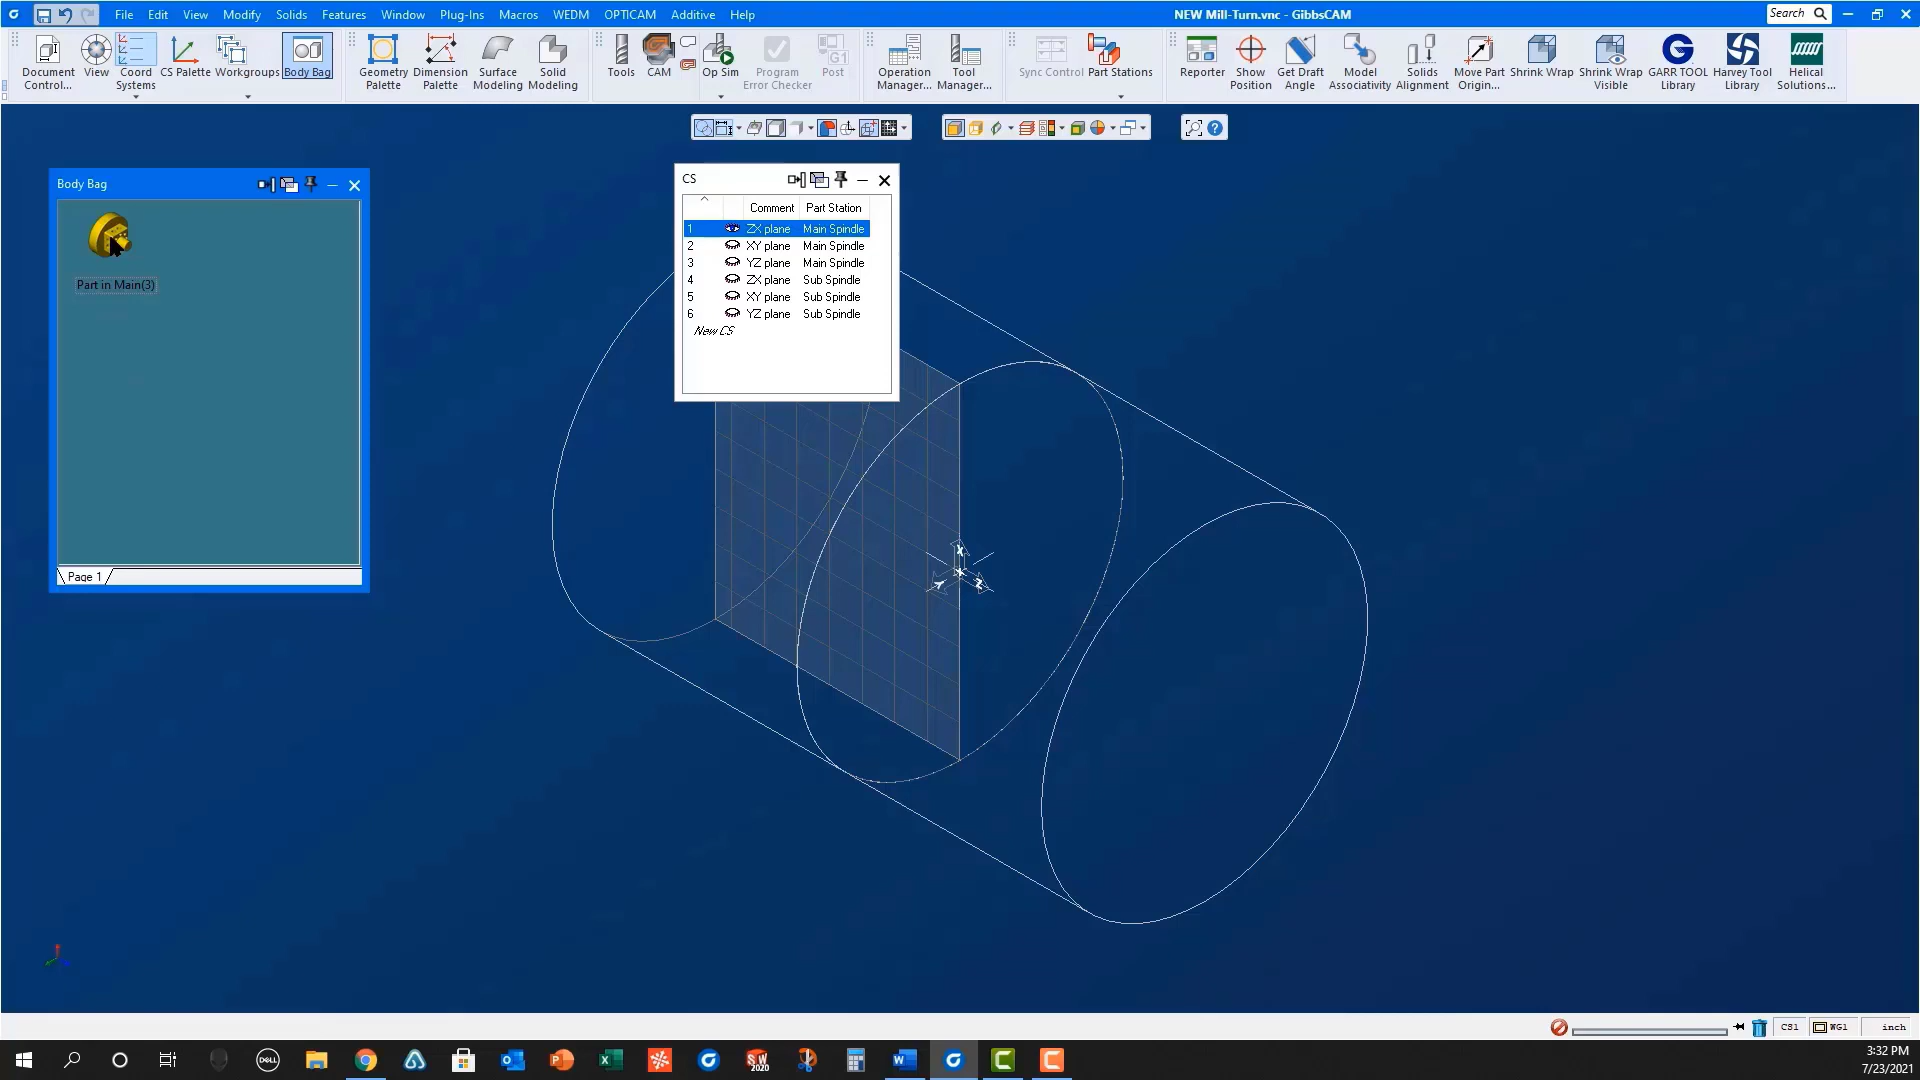 File Edit View Modify Solids Features Window Plug-Ins Macros WEDM OPTICAM Additive Help
NEW Mill-Turn.vnc - GibbsCAM
Search
Document Control...
View
Coord Systems
CS Palette
Workgroups
Body Bag
Geometry Palette
Dimension Palette
Surface Modeling
Solid Modeling
Tools
CAM
Op Sim
Program Error Checker
Post
Operation Manager...
Tool Manager...
Sync Control
Part Stations
Reporter
Show Position
Get Draft Angle
Model Associativity
Solids Alignment
Move Part Origin...
Shrink Wrap
Shrink Wrap Visible
GARR TOOL Library
Harvey Tool Library
Helical Solutions...
Body Bag
Part in Main(3)
Page 1
CS
Comment Part Station
1 ZX plane Main Spindle
2 XY plane Main Spindle
3 YZ plane Main Spindle
4 ZX plane Sub Spindle
5 XY plane Sub Spindle
6 YZ plane Sub Spindle
New CS
X
Y
Z
CS1
WG1
inch
DELL
SW
2020
3:32 PM
7/23/2021